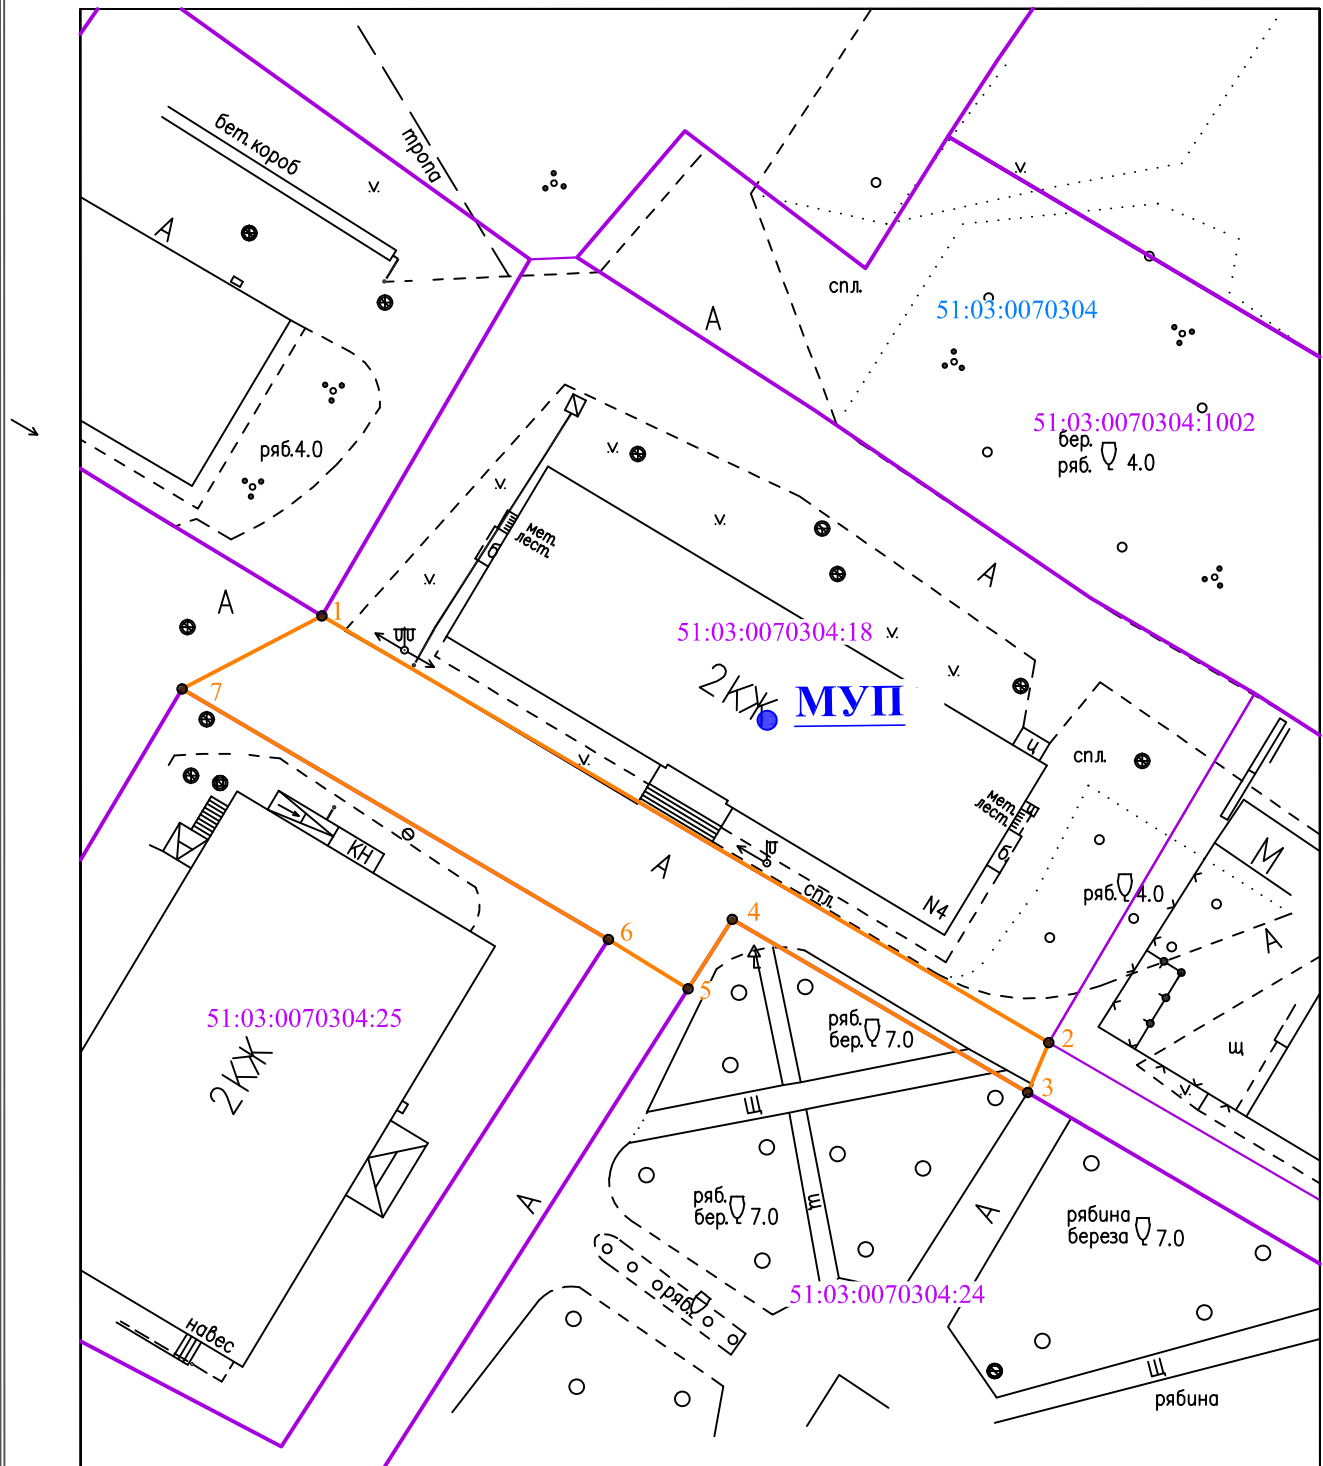 бет. короб
тропа
А
спл.
А
51:03:0070304
51:03:0070304:1002
бер.
ряб. 4.0
ряб.4.0
мет.
лест.
б
А
А
1
51:03:0070304:18
2КЖ
МУП
7
ц
спл.
мет.
лест.
б
М
КН
А
спл.
N4
ряб. 4.0
4
6
А
5
2
51:03:0070304:25
ряб.
бер. 7.0
щ
3
2КЖ
Щ
ряб.
бер. 7.0
щ
А
А
рябина
береза 7.0
51:03:0070304:24
ряб.
навес
Щ
рябина